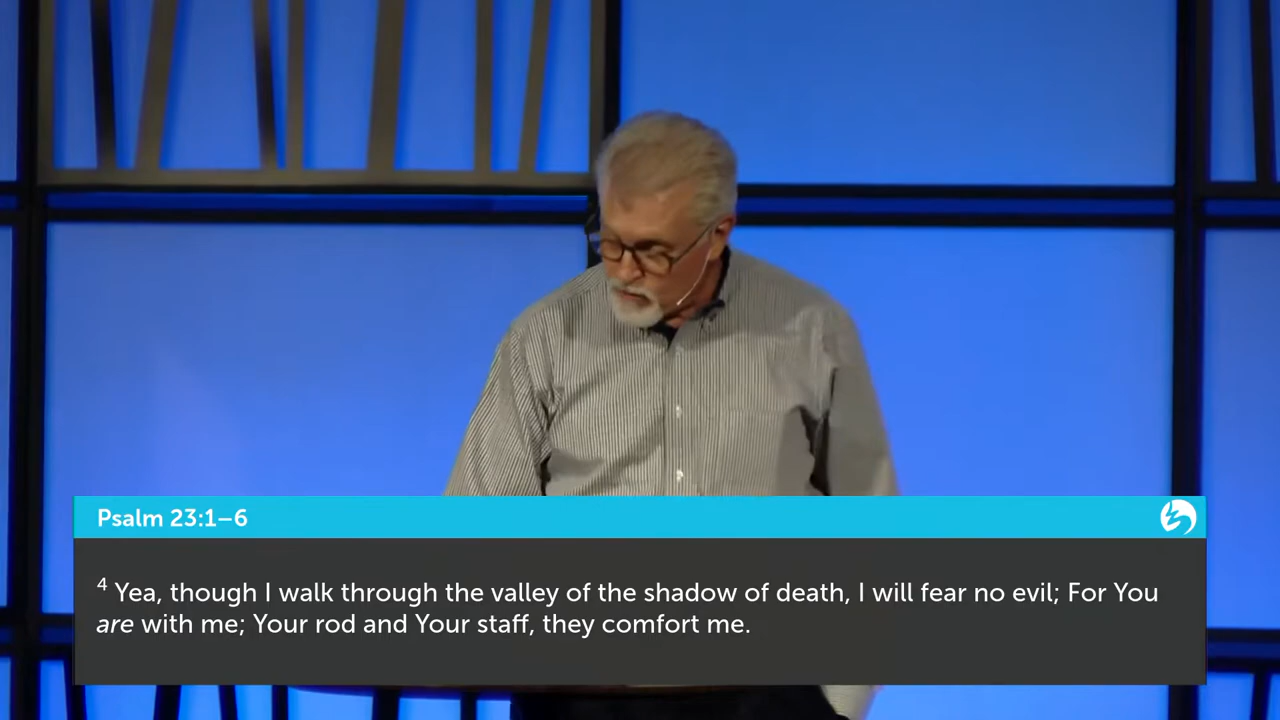 Psalm 23:1–6
4 Yea, though I walk through the valley of the shadow of death, I will fear no evil; For You
are with me; Your rod and Your staff, they comfort me.